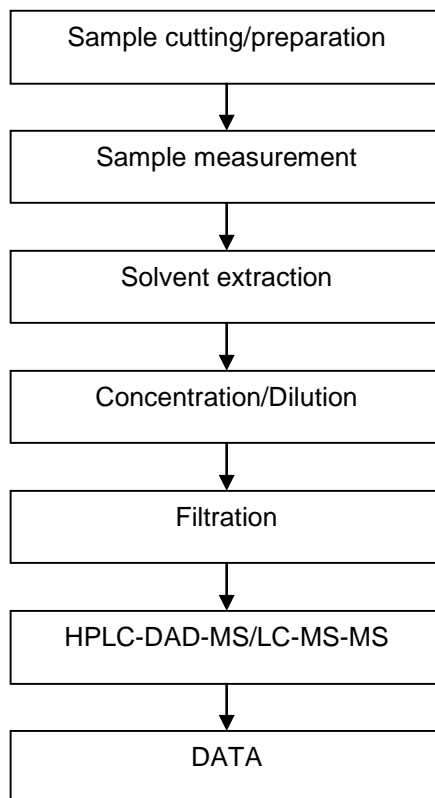 Sample cutting/preparation
Sample measurement
Solvent extraction
Concentration/Dilution
Filtration
HPLC-DAD-MS/LC-MS-MS
DATA